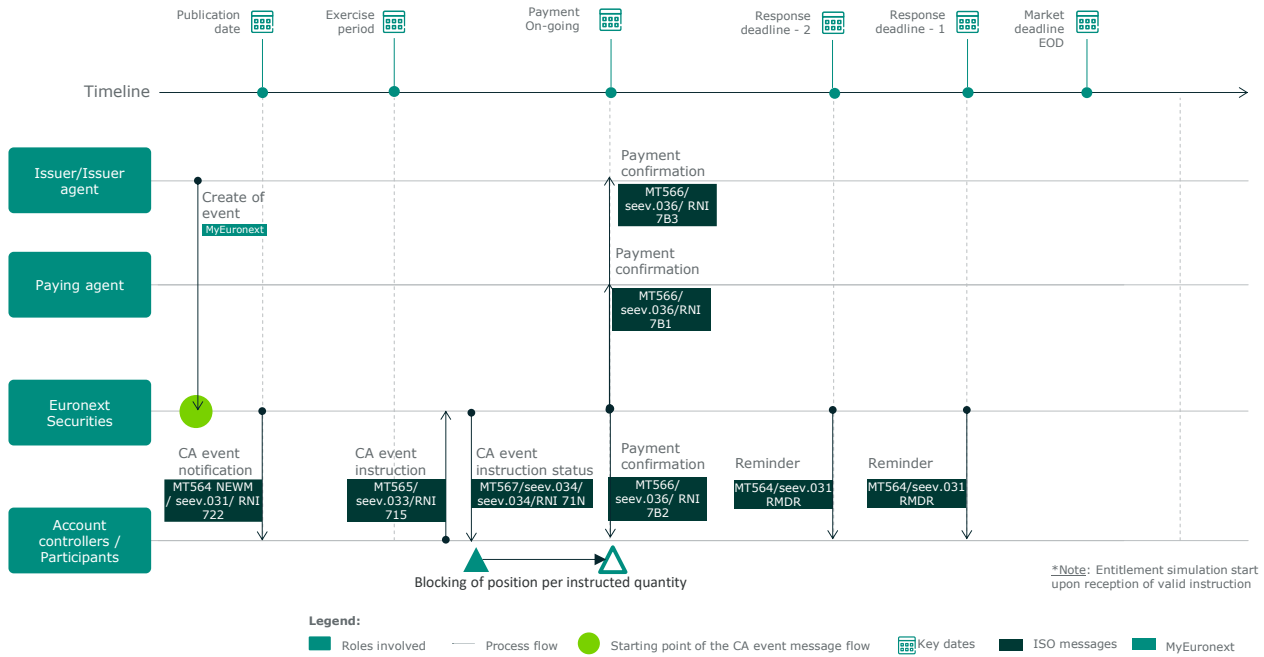 Publication
date
Exercise
period
Payment
On-going
Response
deadline - 2
Response
deadline - 1
Market
deadline
EOD
Timeline
Issuer/Issuer
agent
Create of
event
MyEuronext
Payment
confirmation
MT566/
seev.036/ RNI
7B3
Paying agent
Payment
confirmation
MT566/
seev.036/RNI
7B1
Euronext
Securities
CA event
notification
MT564 NEWM
/ seev.031/ RNI
722
CA event
instruction
MT565/
seev.033/RNI
715
CA event
instruction status
MT567/seev.034/
seev.034/RNI 71N
Payment
confirmation
MT566/
seev.036/ RNI
7B2
Reminder
MT564/seev.031
RMDR
Reminder
MT564/seev.031
RMDR
Account
controllers /
Participants
Blocking of position per instructed quantity
*Note: Entitlement simulation start
upon reception of valid instruction
Legend:
Roles involved
Process flow
Starting point of the CA event message flow
Key dates
ISO messages
MyEuronext